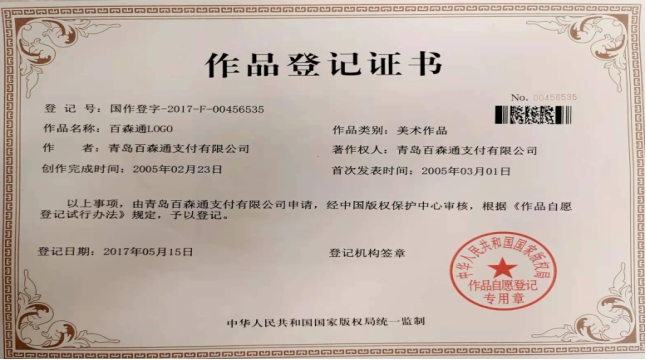 作品登记证书
No. 00456535
登 记 号：国作登字-2017-F-00456535
作品名称：百森通LOGO
作品类别：美术作品
作 者：青岛百森通支付有限公司
著作权人：青岛百森通支付有限公司
创作完成时间：2005年02月23日
首次发表时间：2005年03月01日
以上事项，由青岛百森通支付有限公司申请，经中国版权保护中心审核，根据《作品自愿
登记试行办法》规定，予以登记。
登记日期：2017年05月15日
登记机构签章
中华人民共和国国家版权局
作品自愿登记
专用章
中华人民共和国国家版权局统一监制